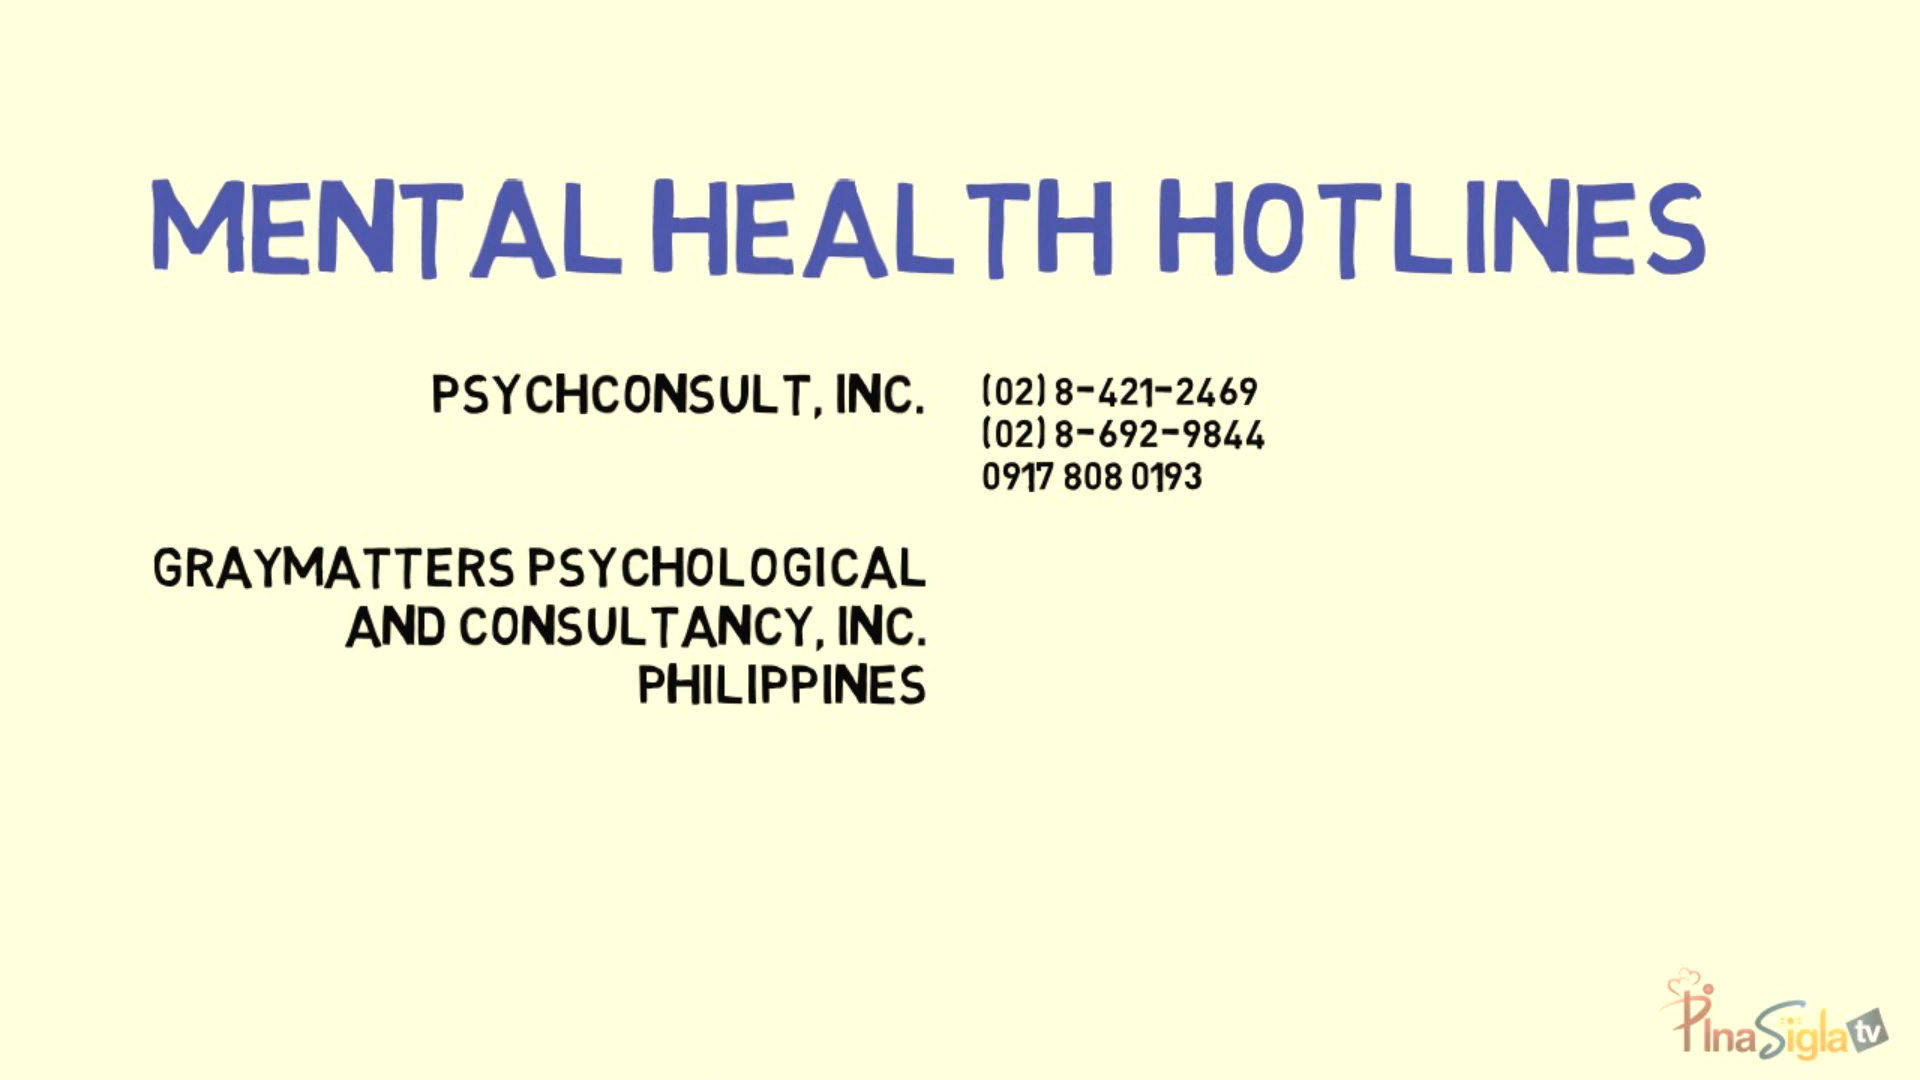 MENTAL HEALTH HOTLINES
PSYCHCONSULT, INC.
(02) 8-421-2469
(02) 8-692-9844
0917 808 0193
GRAYMATTERS PSYCHOLOGICAL
AND CONSULTANCY, INC.
PHILIPPINES
PInaSigla tv